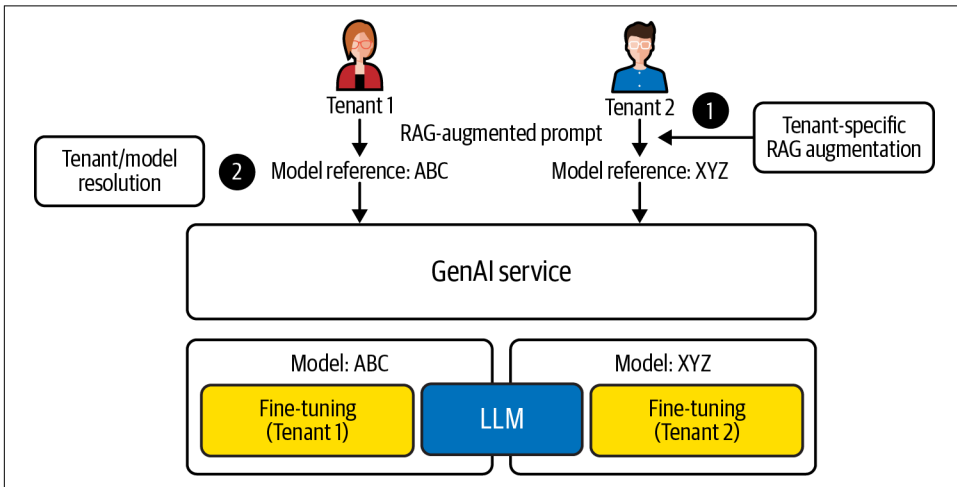 Tenant 1
Tenant 2
1
RAG-augmented prompt
Tenant-specific
RAG augmentation
Tenant/model
resolution
2
Model reference: ABC
Model reference: XYZ
GenAI service
Model: ABC
Model: XYZ
Fine-tuning
(Tenant 1)
LLM
Fine-tuning
(Tenant 2)